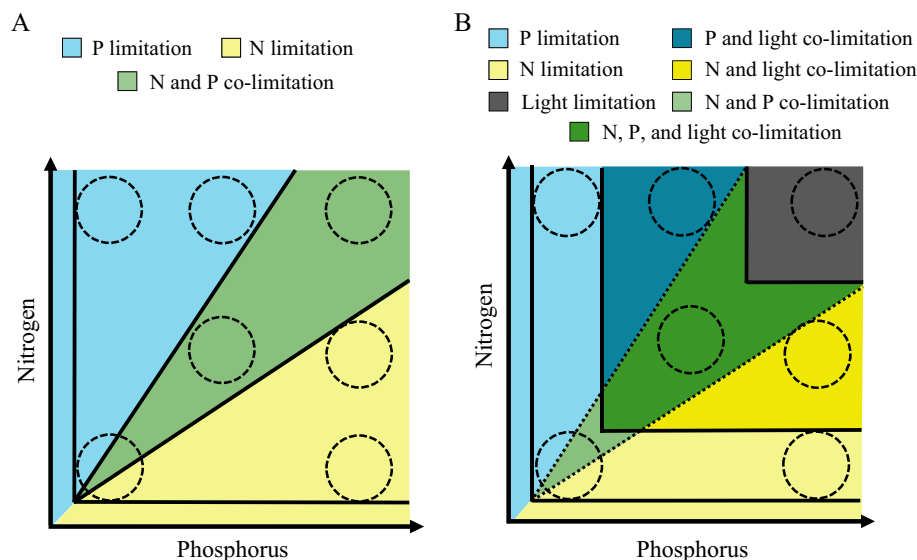 A
P limitation
N limitation
N and P co-limitation
Nitrogen
Phosphorus
B
P limitation
P and light co-limitation
N limitation
N and light co-limitation
Light limitation
N and P co-limitation
N, P, and light co-limitation
Nitrogen
Phosphorus